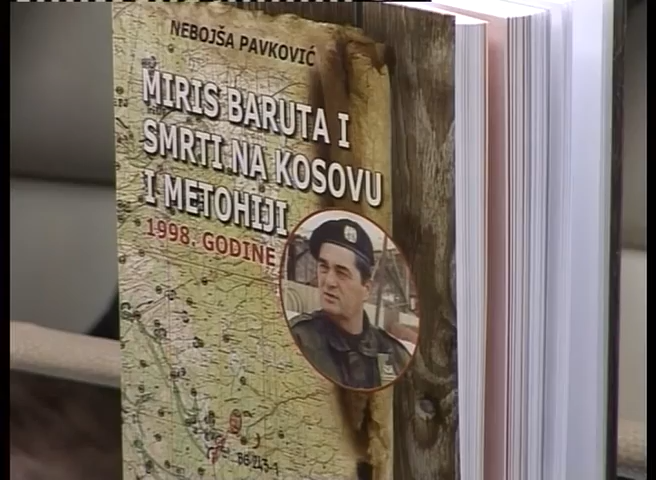 NEBOJŠA PAVKOVIĆ
MIRIS BARUTA I
SMRTI NA KOSOVU
I METOHIJI
1998. GODINE